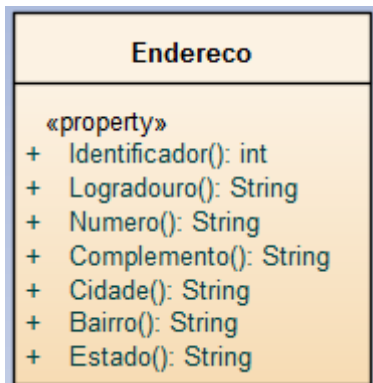 Endereco
«property»
+ Identificador(): int
+ Logradouro(): String
+ Numero(): String
+ Complemento(): String
+ Cidade(): String
+ Bairro(): String
+ Estado(): String